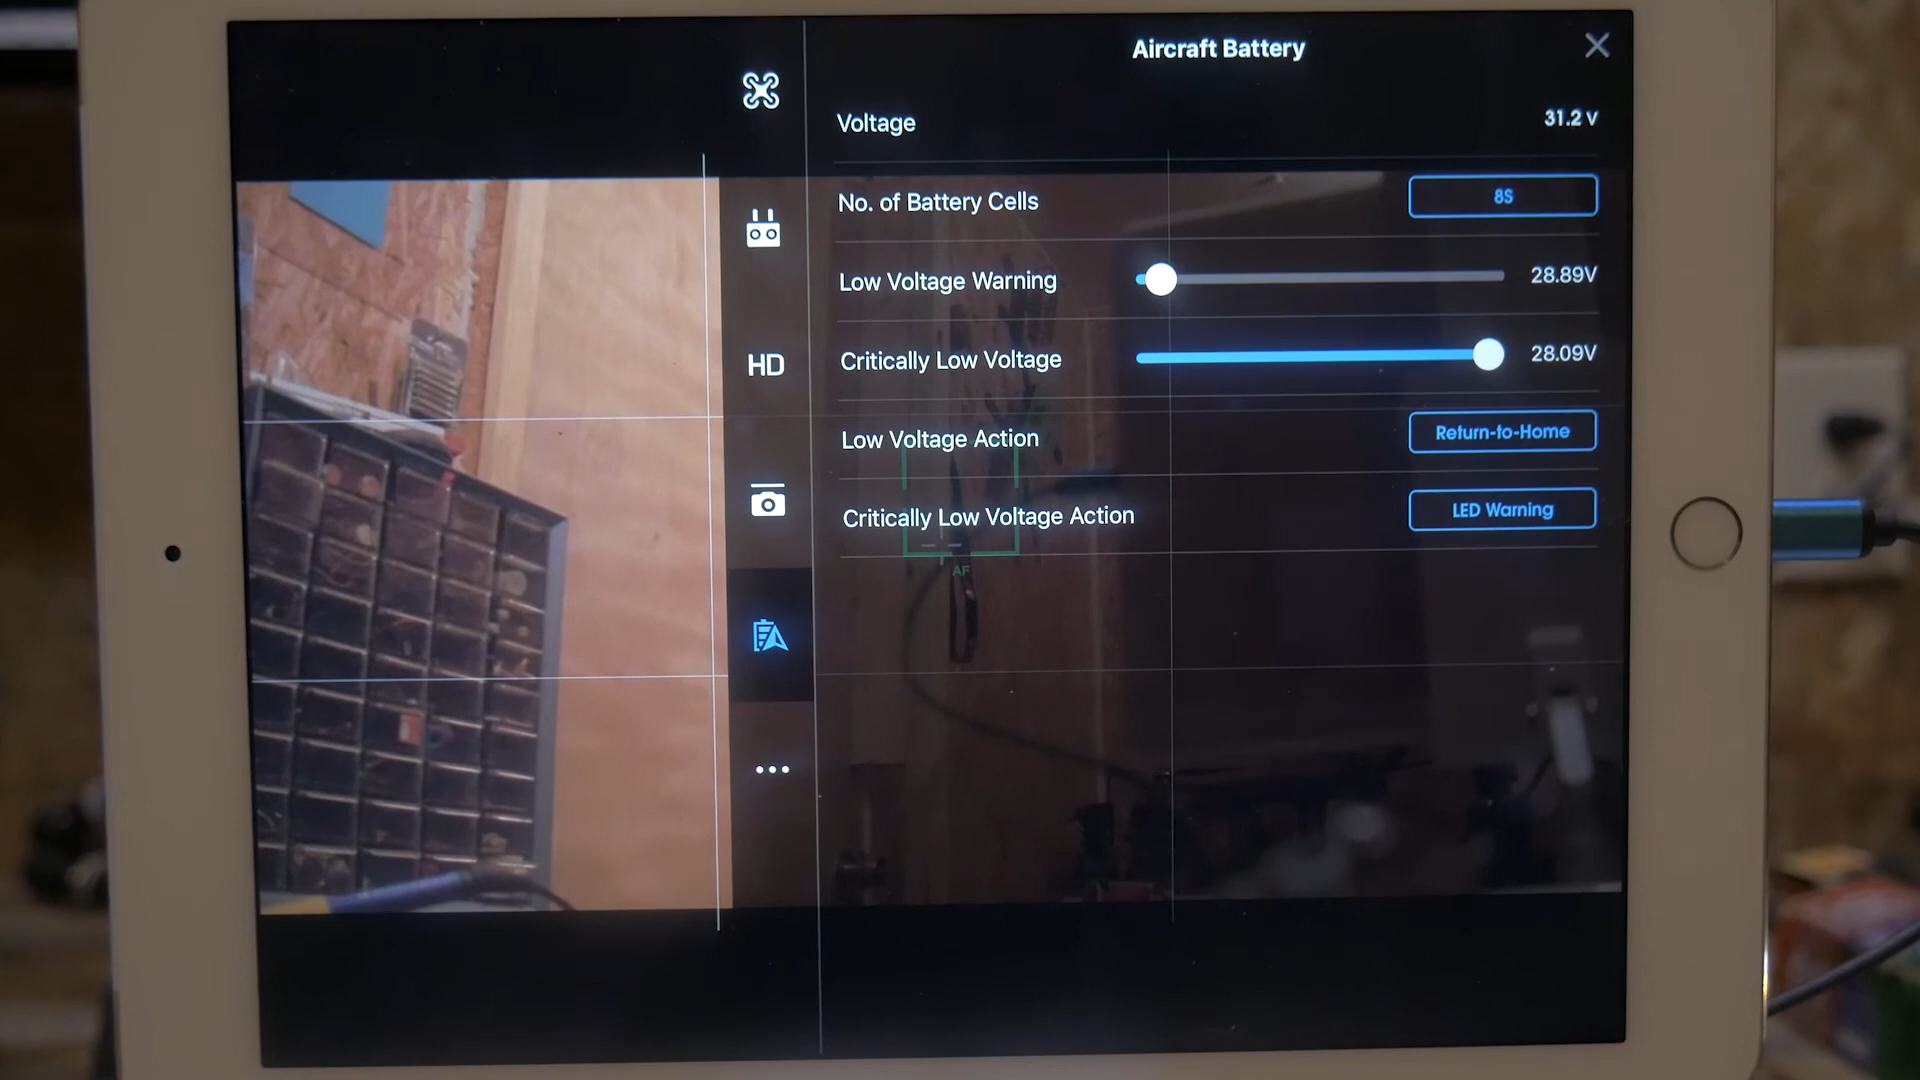 Aircraft Battery
Voltage 31.2 V
No. of Battery Cells 8S
Low Voltage Warning 28.89V
HD
Critically Low Voltage 28.09V
Low Voltage Action Return-to-Home
Critically Low Voltage Action LED Warning
AF